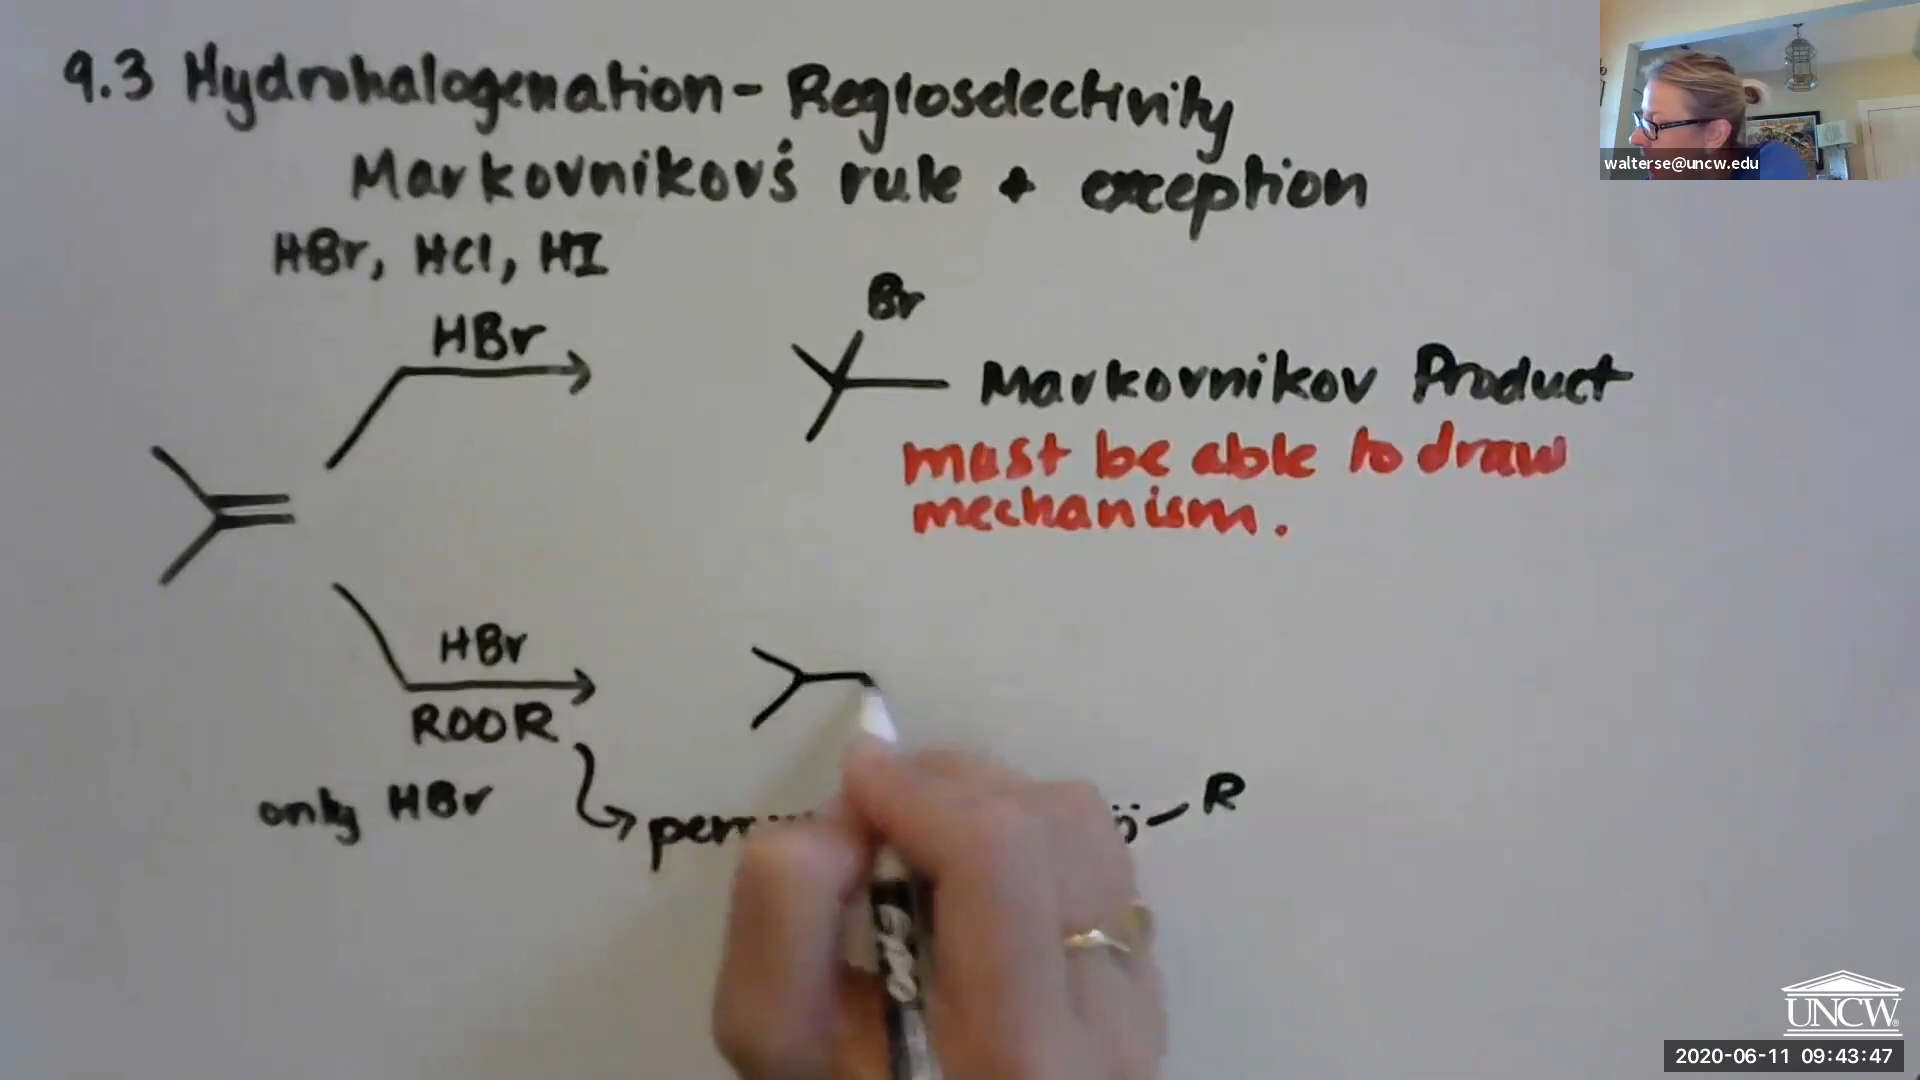 9.3 Hydrohalogenation - Regioselectivity
Markovnikov's rule + exception
HBr, HCl, HI
HBr
Br
Markovnikov Product
must be able to draw
mechanism.
HBr
ROOR
only HBr
R
walterse@uncw.edu
UNCW
2020-06-11 09:43:47
EXPO